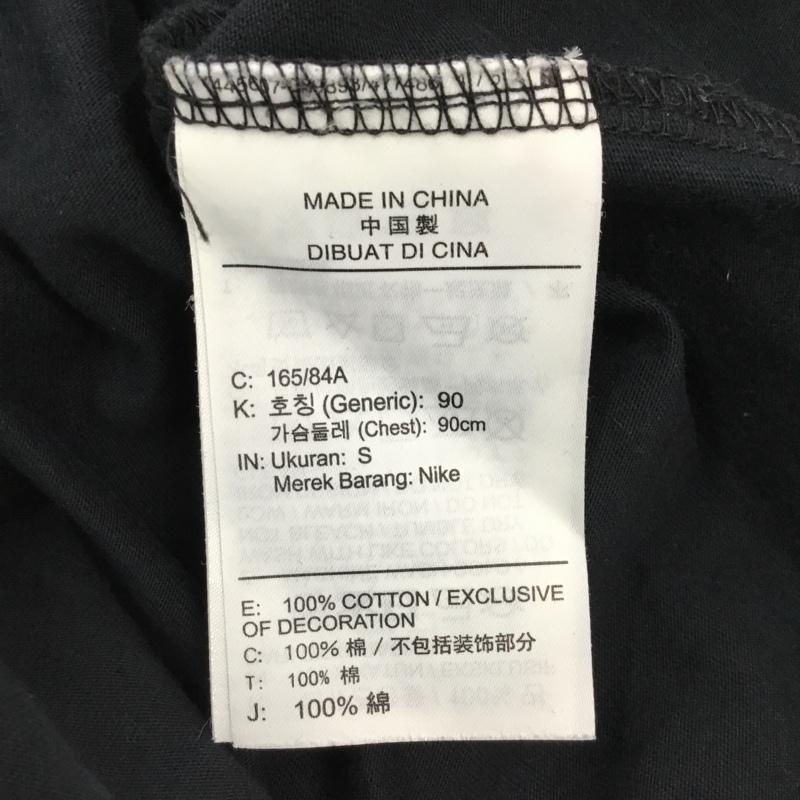 MADE IN CHINA
中国製
DIBUAT DI CINA
C: 165/84A
K: 호칭 (Generic): 90
가슴둘레 (Chest): 90cm
IN: Ukuran: S
Merek Barang: Nike
E: 100% COTTON / EXCLUSIVE
OF DECORATION
C: 100% 棉 / 不包括装饰部分
T: 100% 棉
J: 100% 綿